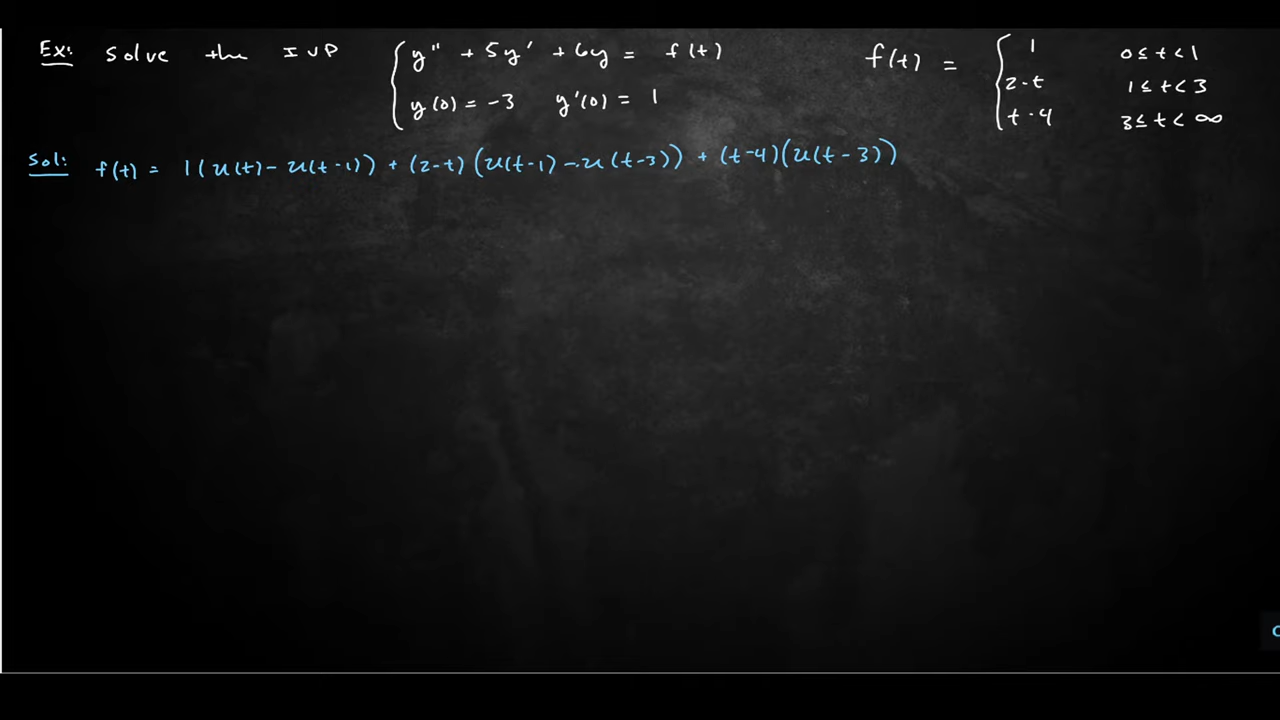 Ex: Solve the IVP { y'' + 5y' + 6y = f(t) f(t) = { 1 0 ≤ t < 1
y(0) = -3 y'(0) = 1 2-t 1 ≤ t < 3
t-4 3 ≤ t < ∞
Sol: f(t) = 1(u(t) - u(t-1)) + (2-t)(u(t-1) - u(t-3)) + (t-4)(u(t-3))